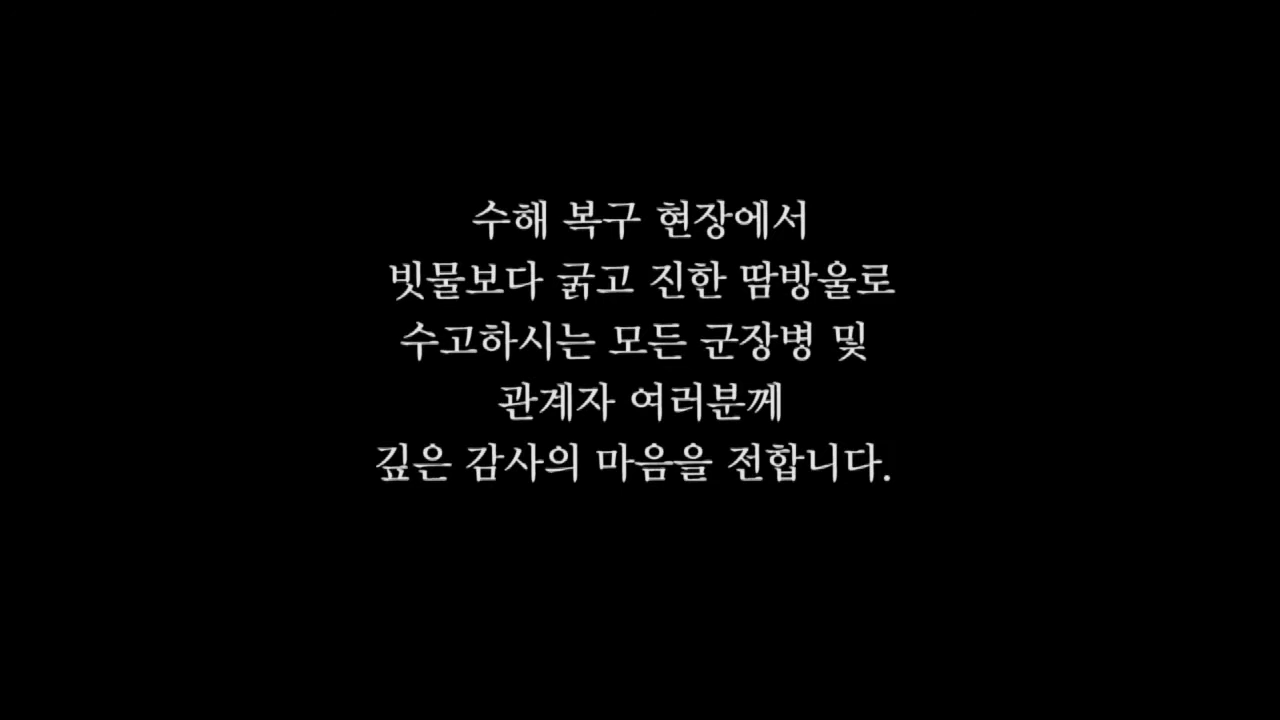 수해 복구 현장에서
빗물보다 굵고 진한 땀방울로
수고하시는 모든 군장병 및
관계자 여러분께
깊은 감사의 마음을 전합니다.